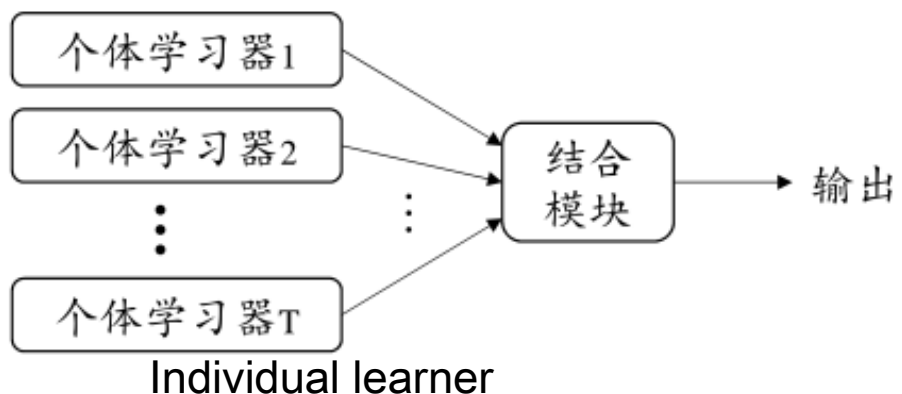 个体学习器1
个体学习器2
个体学习器T
结合
模块
输出
Individual learner